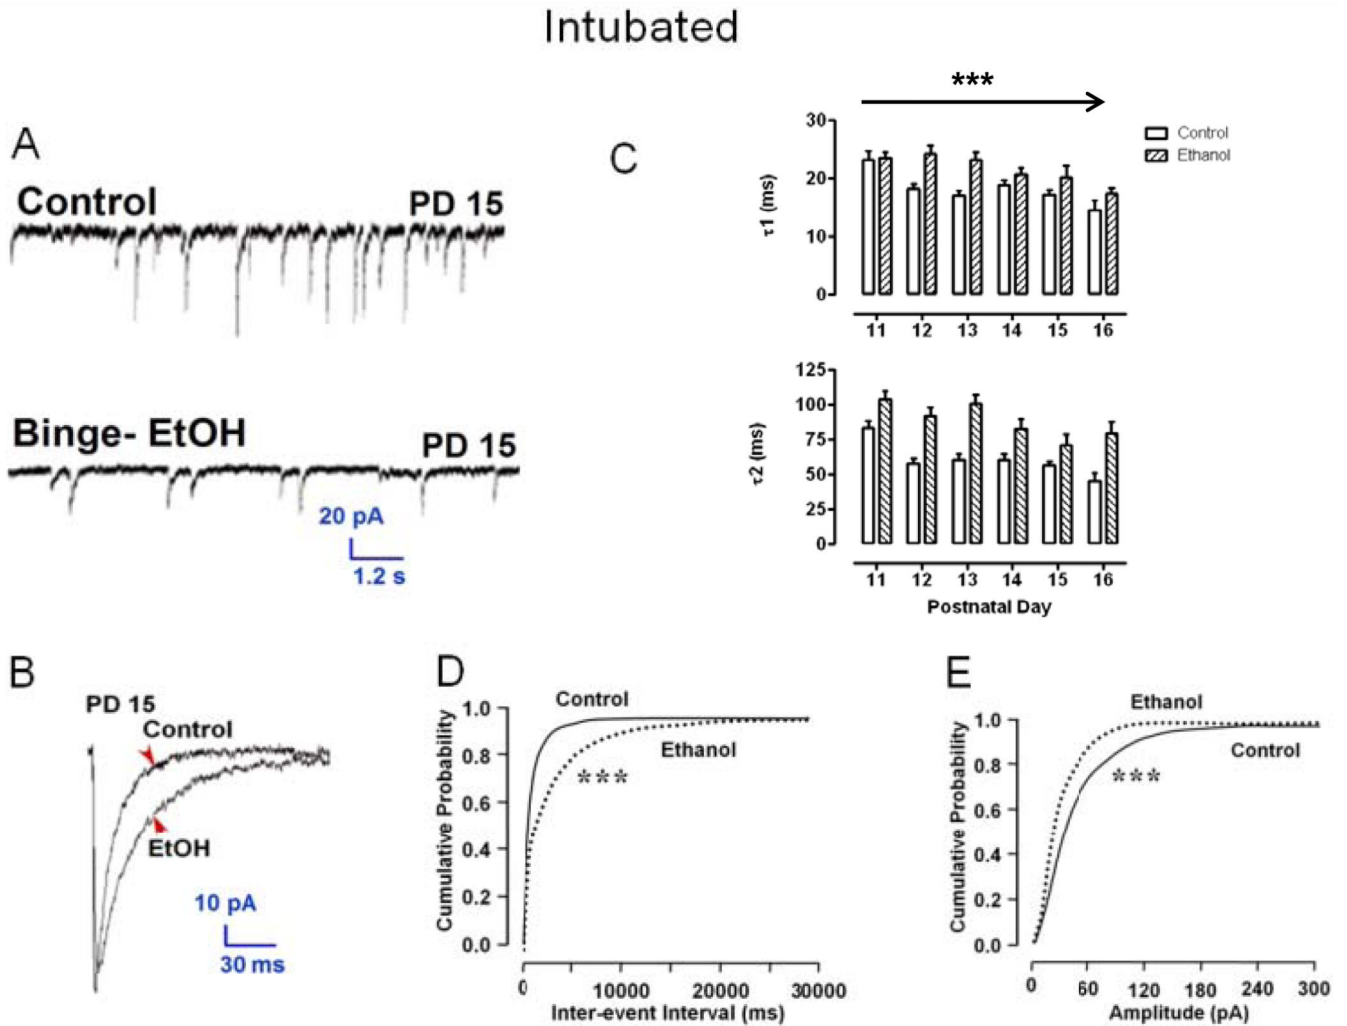 Intubated
A
Control PD 15
Binge- EtOH PD 15
20 pA
1.2 s
B
PD 15
Control
EtOH
10 pA
30 ms
C
***
Control
Ethanol
30
20
10
0
τ1 (ms)
11 12 13 14 15 16
125
100
75
50
25
0
τ2 (ms)
11 12 13 14 15 16
Postnatal Day
D
Control
Ethanol
***
1.0
0.8
0.6
0.4
0.2
0.0
Cumulative Probability
0 10000 20000 30000
Inter-event Interval (ms)
E
Ethanol
Control
***
1.0
0.8
0.6
0.4
0.2
0.0
Cumulative Probability
0 60 120 180 240 300
Amplitude (pA)